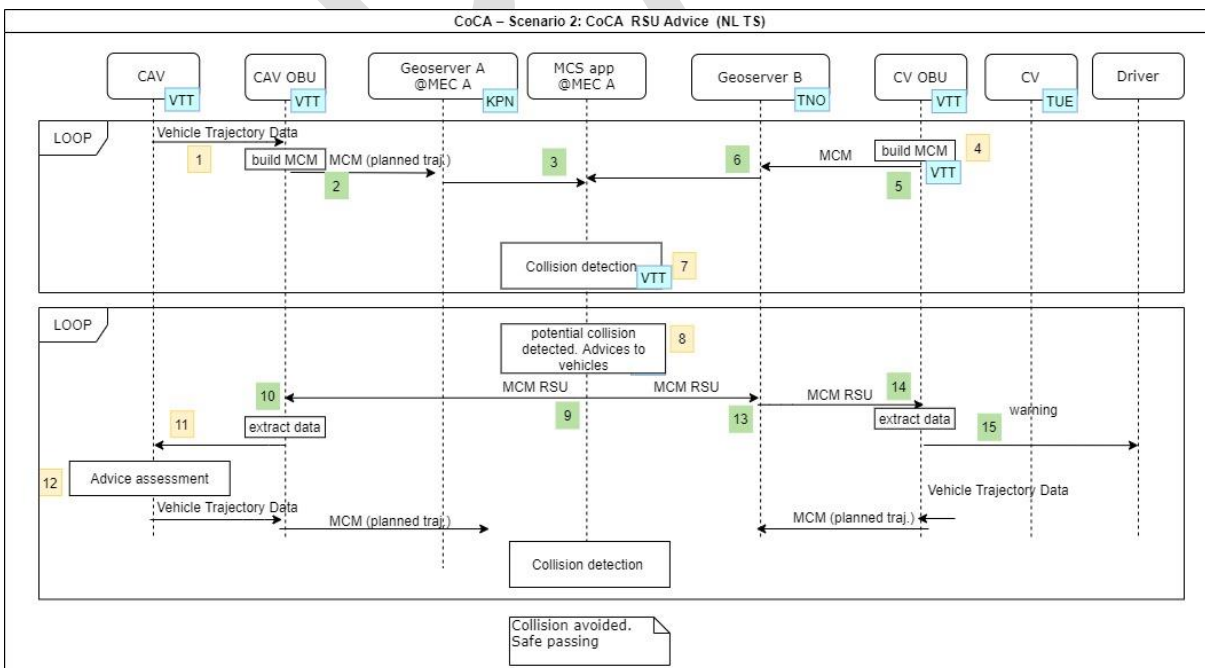 CoCA – Scenario 2: CoCA RSU Advice (NL TS)
CAV
VTT
CAV OBU
VTT
Geoserver A
@MEC A
KPN
MCS app
@MEC A
Geoserver B
TNO
CV OBU
VTT
CV
TUE
Driver
LOOP
Vehicle Trajectory Data
1
build MCM
MCM (planned traj.)
2
3
6
MCM
build MCM
4
VTT
5
Collision detection
VTT
7
LOOP
potential collision
detected. Advices to
vehicles
8
MCM RSU
MCM RSU
9
10
13
MCM RSU
14
extract data
11
extract data
15
warning
12
Advice assessment
Vehicle Trajectory Data
MCM (planned traj.)
Vehicle Trajectory Data
MCM (planned traj.)
Collision detection
Collision avoided.
Safe passing